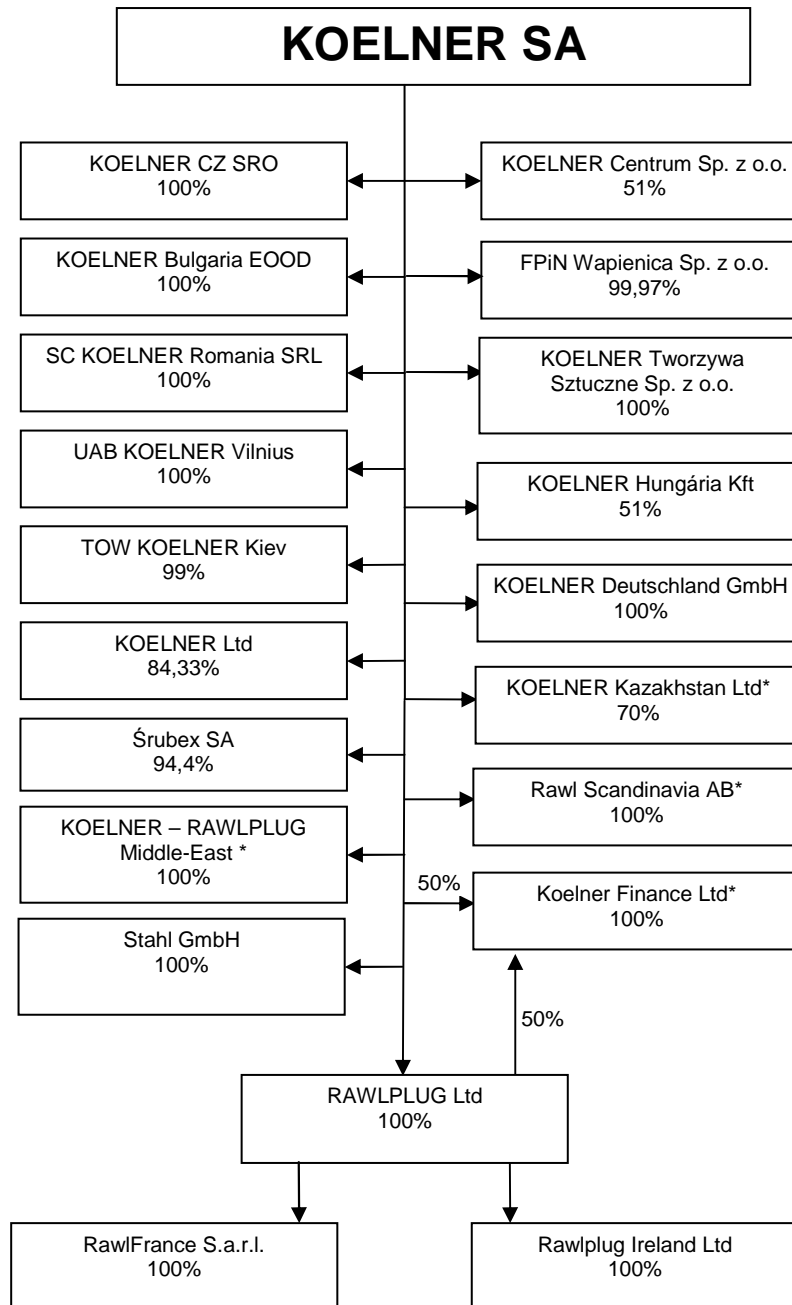 KOELNER SA
KOELNER CZ SRO
100%
KOELNER Centrum Sp. z o.o.
51%
KOELNER Bulgaria EOOD
100%
FPiN Wapienica Sp. z o.o.
99,97%
SC KOELNER Romania SRL
100%
KOELNER Tworzywa
Sztuczne Sp. z o.o.
100%
UAB KOELNER Vilnius
100%
KOELNER Hungária Kft
51%
TOW KOELNER Kiev
99%
KOELNER Deutschland GmbH
100%
KOELNER Ltd
84,33%
KOELNER Kazakhstan Ltd*
70%
Śrubex SA
94,4%
Rawl Scandinavia AB*
100%
KOELNER – RAWLPLUG
Middle-East *
100%
50%
Koelner Finance Ltd*
100%
Stahl GmbH
100%
50%
RAWLPLUG Ltd
100%
RawlFrance S.a.r.l.
100%
Rawlplug Ireland Ltd
100%